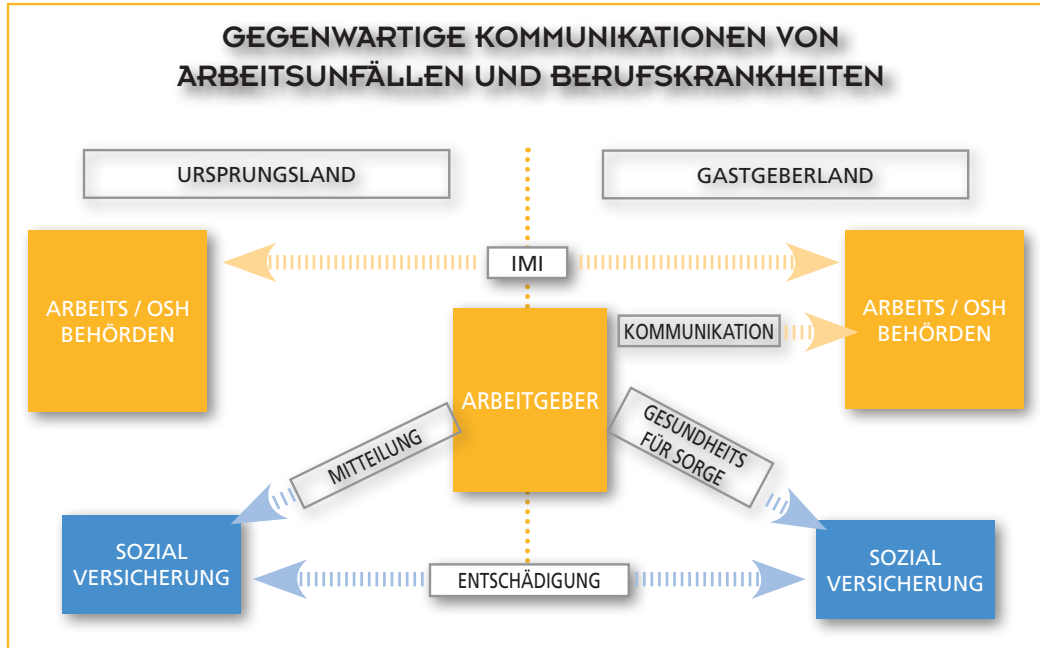 GEGENWARTIGE KOMMUNIKATIONEN VON
ARBEITSUNFÄLLEN UND BERUFSKRANKHEITEN
URSPRUNGSLAND
GASTGEBERLAND
ARBEITS / OSH
BEHÖRDEN
IMI
ARBEITS / OSH
BEHÖRDEN
KOMMUNIKATION
ARBEITGEBER
MITTEILUNG
GESUNDHEITS
FÜR SORGE
SOZIAL
VERSICHERUNG
ENTSCHÄDIGUNG
SOZIAL
VERSICHERUNG